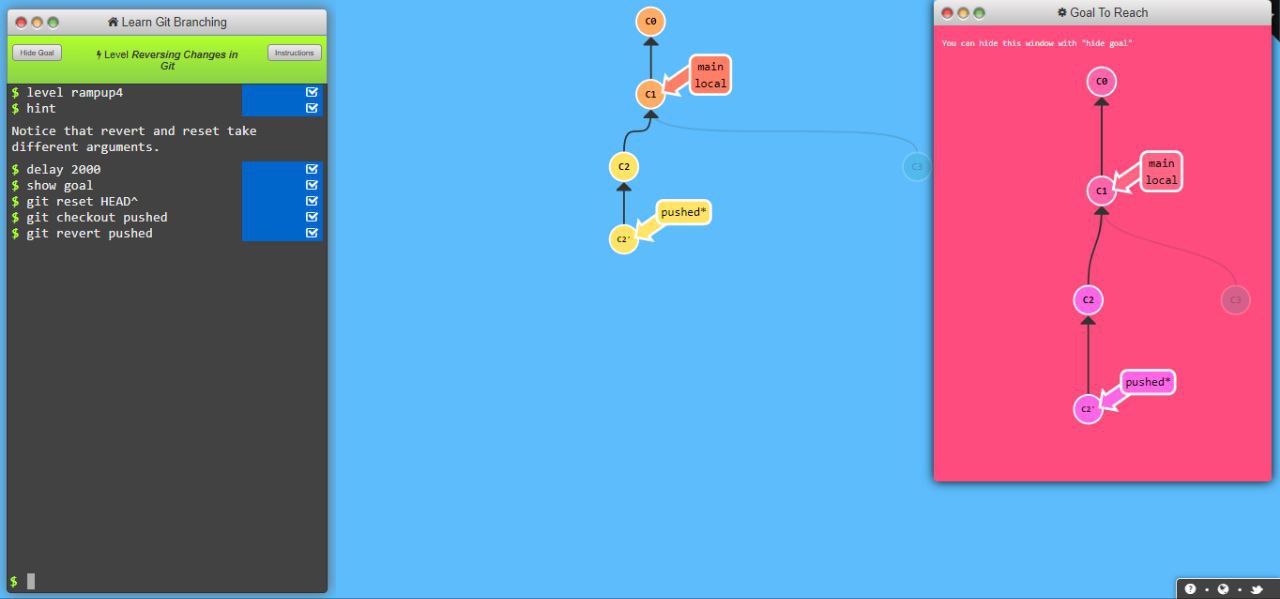 Learn Git Branching
Hide Goal
Level Reversing Changes in
Git
Instructions
$ level rampup4
$ hint
Notice that revert and reset take
different arguments.
$ delay 2000
$ show goal
$ git reset HEAD^
$ git checkout pushed
$ git revert pushed
$
C0
main
local
C1
C2
C3
pushed*
C2'
Goal To Reach
You can hide this window with "hide goal"
C0
main
local
C1
C2
C3
pushed*
C2'